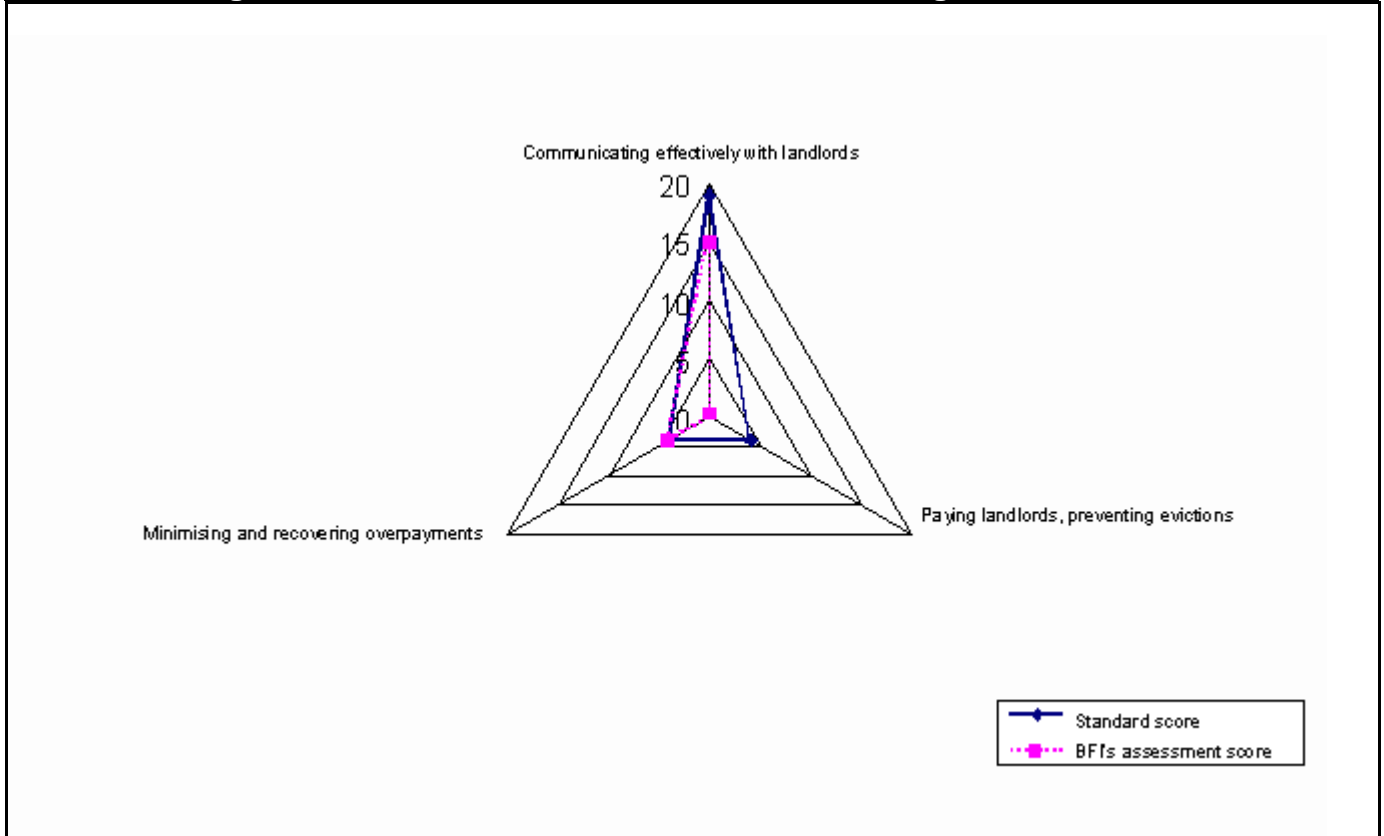 Communicating effectively with landlords
20
15
10
5
0
Paying landlords, preventing evictions
Minimising and recovering overpayments
Standard score
BFI's assessment score